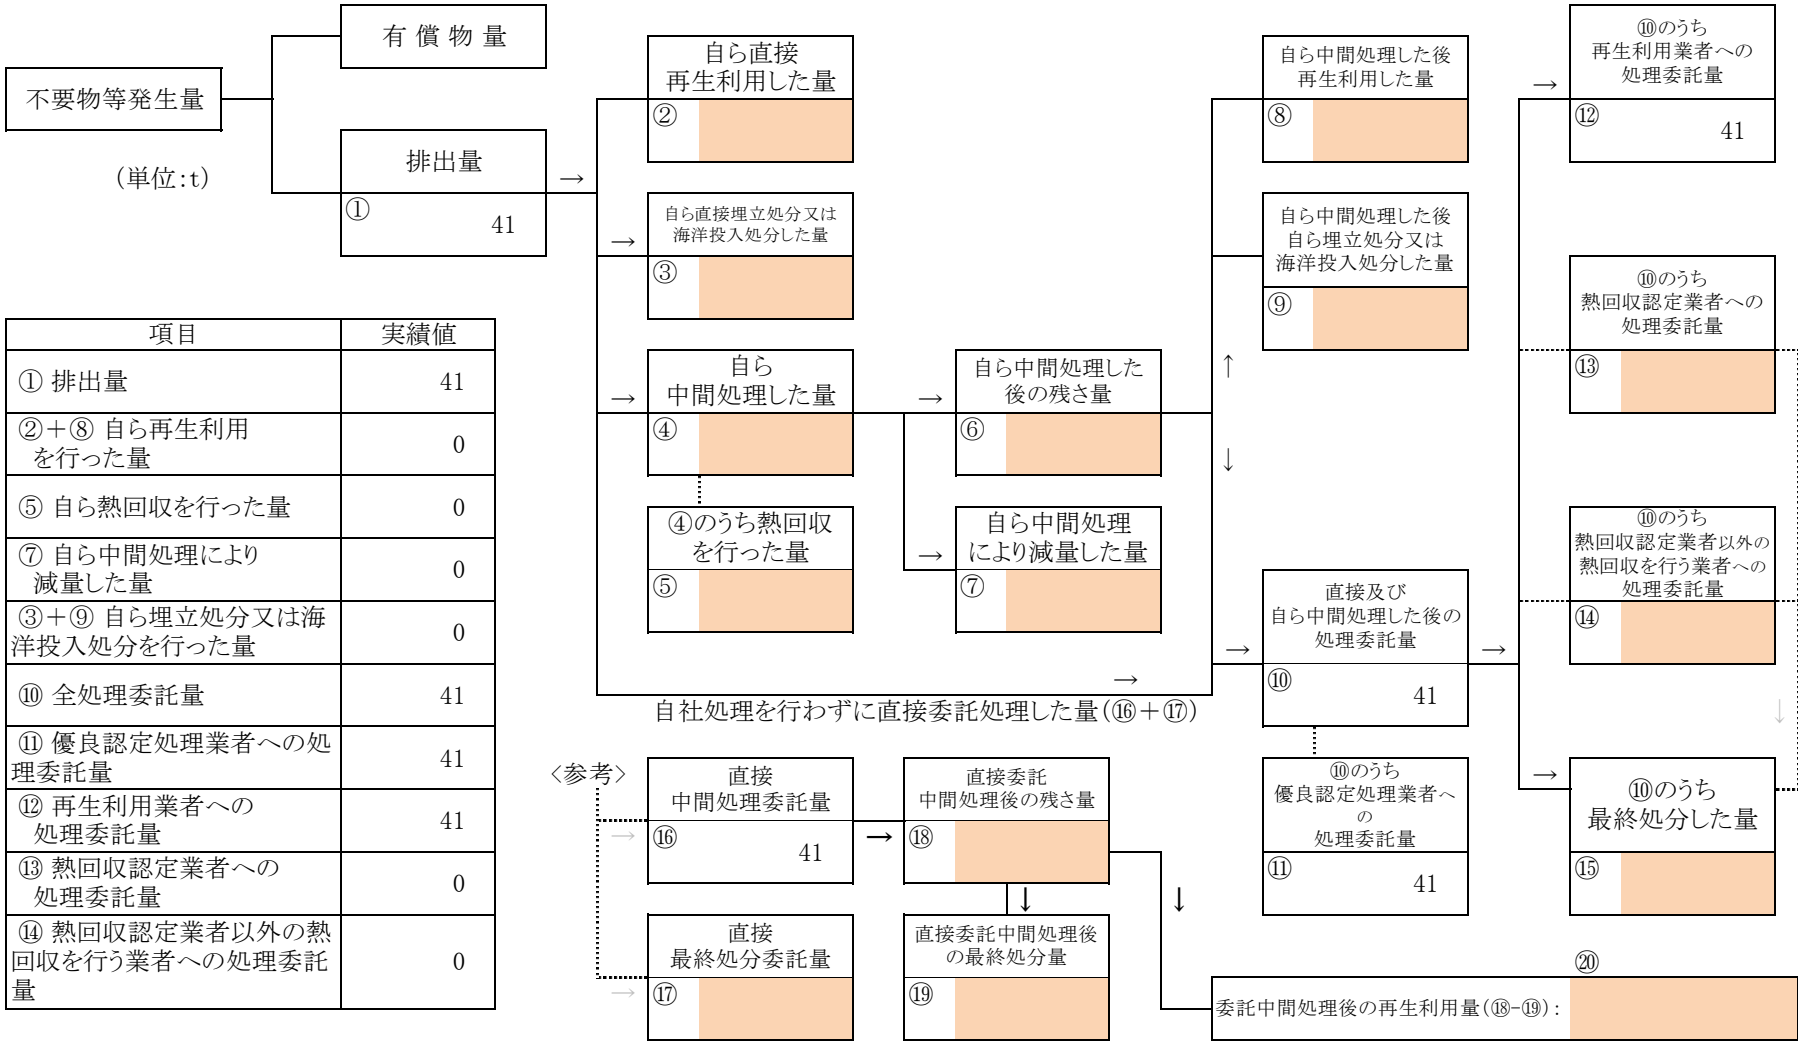 有償物量
不要物等発生量
(単位:t)
排出量
①
41
→
自ら直接
再生利用した量
②
→
自ら直接埋立処分又は
海洋投入処分した量
③
→
自ら
中間処理した量
④
④のうち熱回収
を行った量
⑤
→
自ら中間処理した
後の残さ量
⑥
→
自ら中間処理
により減量した量
⑦
自ら中間処理した後
再生利用した量
⑧
自ら中間処理した後
自ら埋立処分又は
海洋投入処分した量
⑨
↑
↓
→
自社処理を行わずに直接委託処理した量(⑯+⑰)
→
直接及び
自ら中間処理した後の
処理委託量
⑩
41
⑩のうち
優良認定処理業者へ
の
処理委託量
⑪
41
→
→
⑩のうち
再生利用業者への
処理委託量
⑫
41
⑩のうち
熱回収認定業者への
処理委託量
⑬
⑩のうち
熱回収認定業者以外の
熱回収を行う業者への
処理委託量
⑭
↓
→
⑩のうち
最終処分した量
⑮
項目 実績値
① 排出量 41
②+⑧ 自ら再生利用
を行った量 0
⑤ 自ら熱回収を行った量 0
⑦ 自ら中間処理により
減量した量 0
③+⑨ 自ら埋立処分又は海
洋投入処分を行った量 0
⑩ 全処理委託量 41
⑪ 優良認定処理業者への処
理委託量 41
⑫ 再生利用業者への
処理委託量 41
⑬ 熱回収認定業者への
処理委託量 0
⑭ 熱回収認定業者以外の熱
回収を行う業者への処理委託
量 0
<参考>
→
直接
中間処理委託量
⑯
41
→
直接委託
中間処理後の残さ量
⑱
↓
↓
→
直接
最終処分委託量
⑰
直接委託中間処理後
の最終処分量
⑲
⑳
委託中間処理後の再生利用量(⑱-⑲):